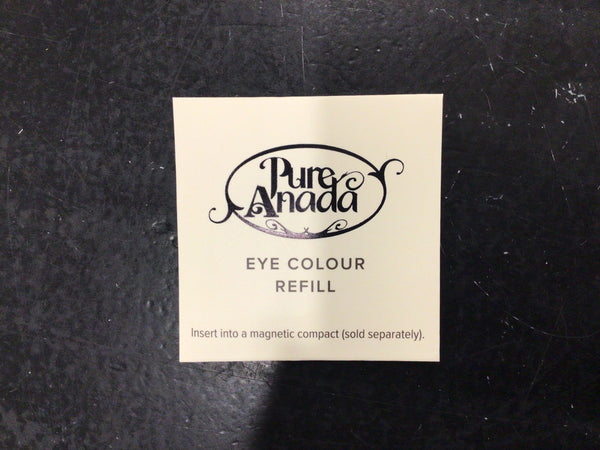 Pure
Anada
EYE COLOUR
REFILL
Insert into a magnetic compact (sold separately).